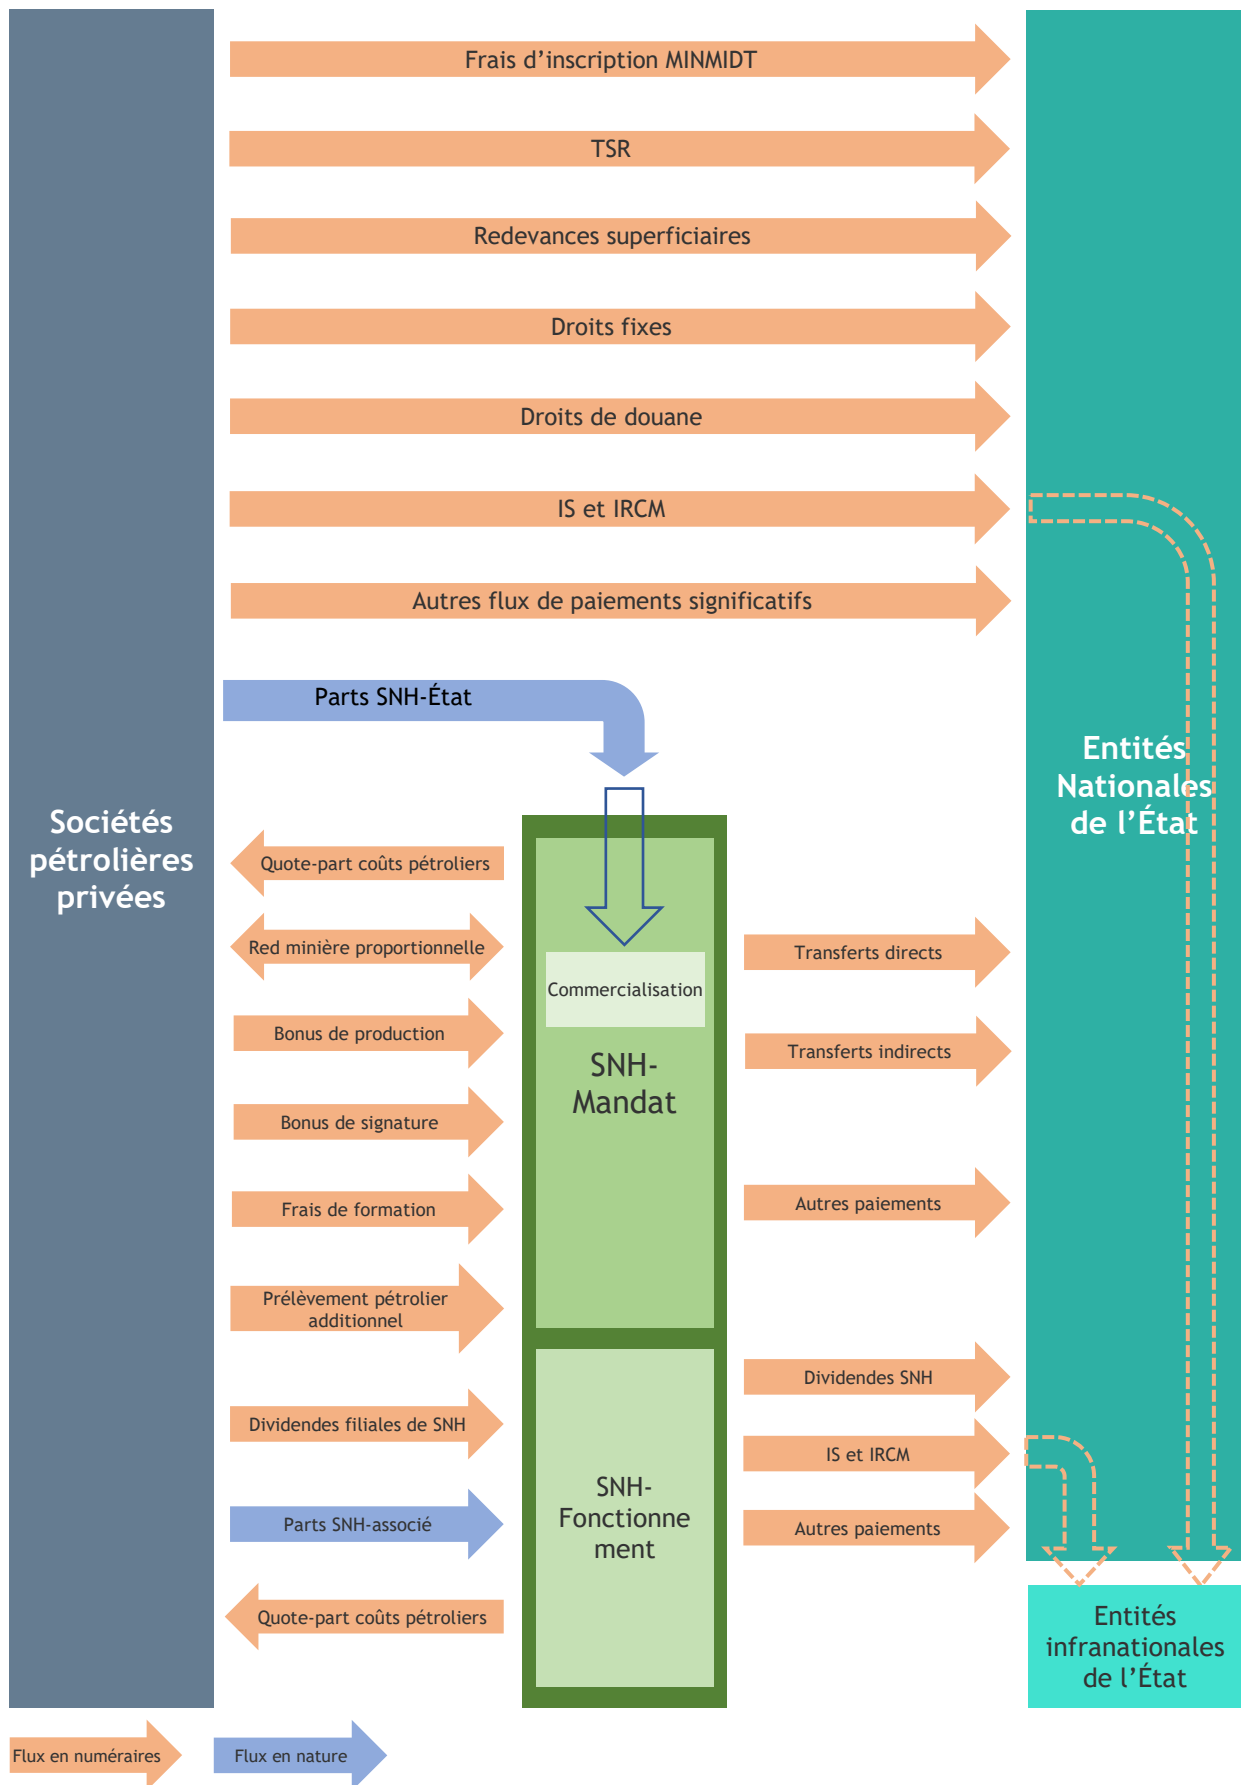 Frais d’inscription MINMIDT
TSR
Redevances superficiaires
Droits fixes
Droits de douane
IS et IRCM
Autres flux de paiements significatifs
Parts SNH-État
Sociétés
pétrolières
privées
Entités
Nationales
de l’État
Quote-part coûts pétroliers
Red minière proportionnelle
Bonus de production
Bonus de signature
Frais de formation
Prélèvement pétrolier
additionnel
Dividendes filiales de SNH
Parts SNH-associé
Quote-part coûts pétroliers
Commercialisation
SNH-
Mandat
SNH-
Fonctionne
ment
Transferts directs
Transferts indirects
Autres paiements
Dividendes SNH
IS et IRCM
Autres paiements
Entités
infranationales
de l’État
Flux en numéraires
Flux en nature